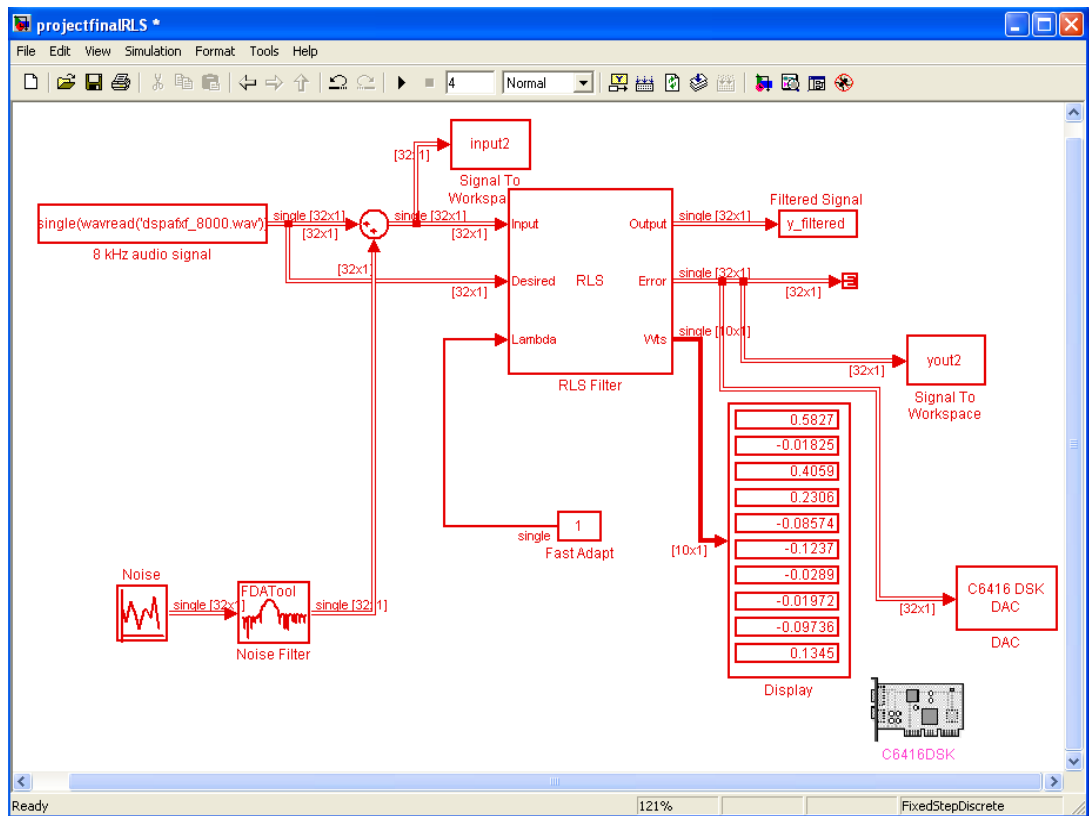 projectfinalRLS *
File Edit View Simulation Format Tools Help
4 Normal
input2
[32x1]
Signal To
Workspa
single(wavread('dspafxf_8000.wav')
8 kHz audio signal
single [32x1]
[32x1]
single [32x1]
[32x1]
[32x1]
[32x1]
Input
Desired
Lambda
RLS
Output
Error
Wts
RLS Filter
single [32x1]
Filtered Signal
y_filtered
single [32x1]
[32x1]
single [10x1]
[32x1]
yout2
Signal To
Workspace
single
1
Fast Adapt
[10x1]
0.5827
-0.01825
0.4059
0.2306
-0.08574
-0.1237
-0.0289
-0.01972
-0.09736
0.1345
Display
Noise
single [32x1]
FDATool
Noise Filter
single [32x1]
[32x1]
C6416 DSK
DAC
DAC
C6416DSK
Ready 121% FixedStepDiscrete